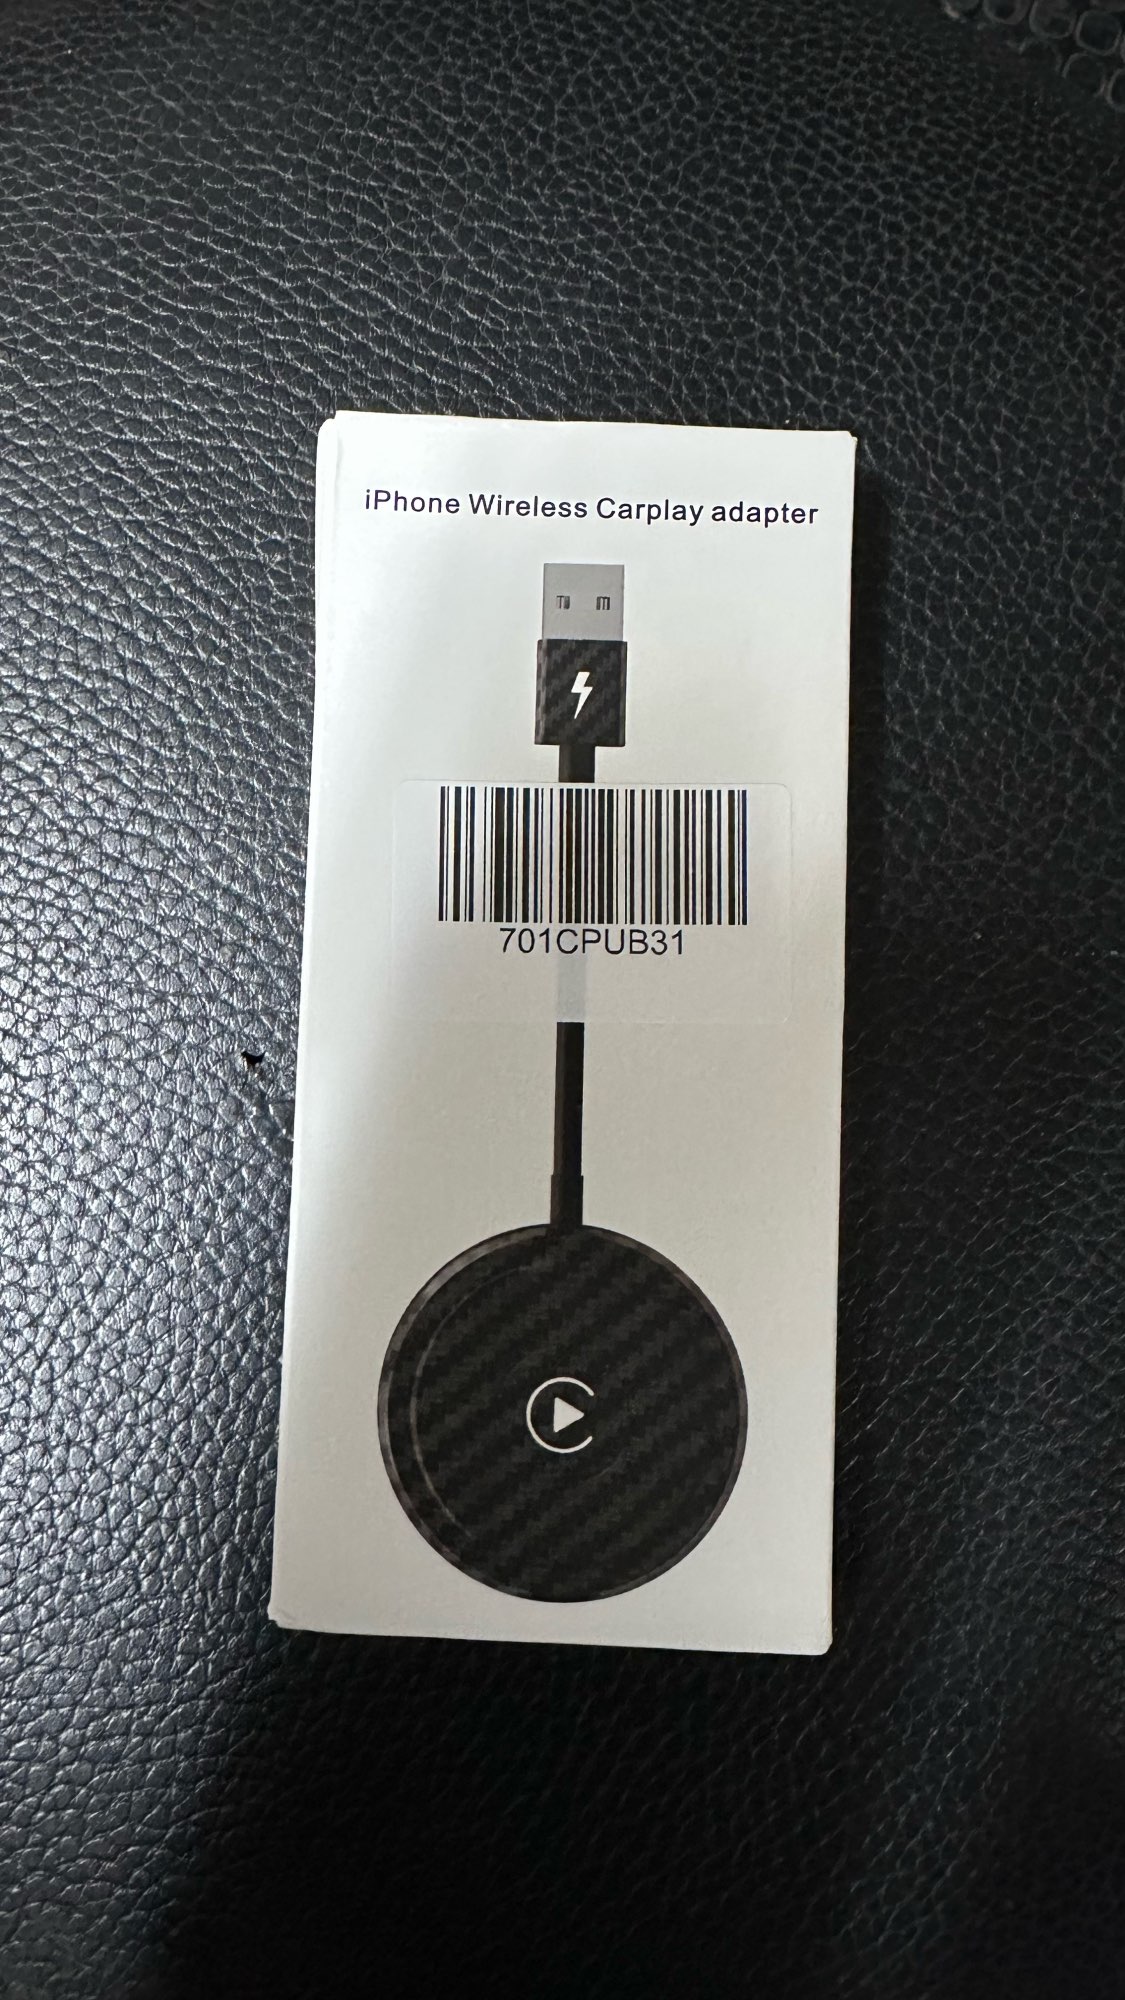 iPhone Wireless Carplay adapter
701CPUB31